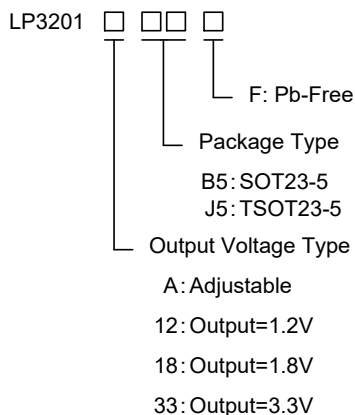 LP3201 □ □□ □
F: Pb-Free
Package Type
B5: SOT23-5
J5: TSOT23-5
Output Voltage Type
A: Adjustable
12: Output=1.2V
18: Output=1.8V
33: Output=3.3V